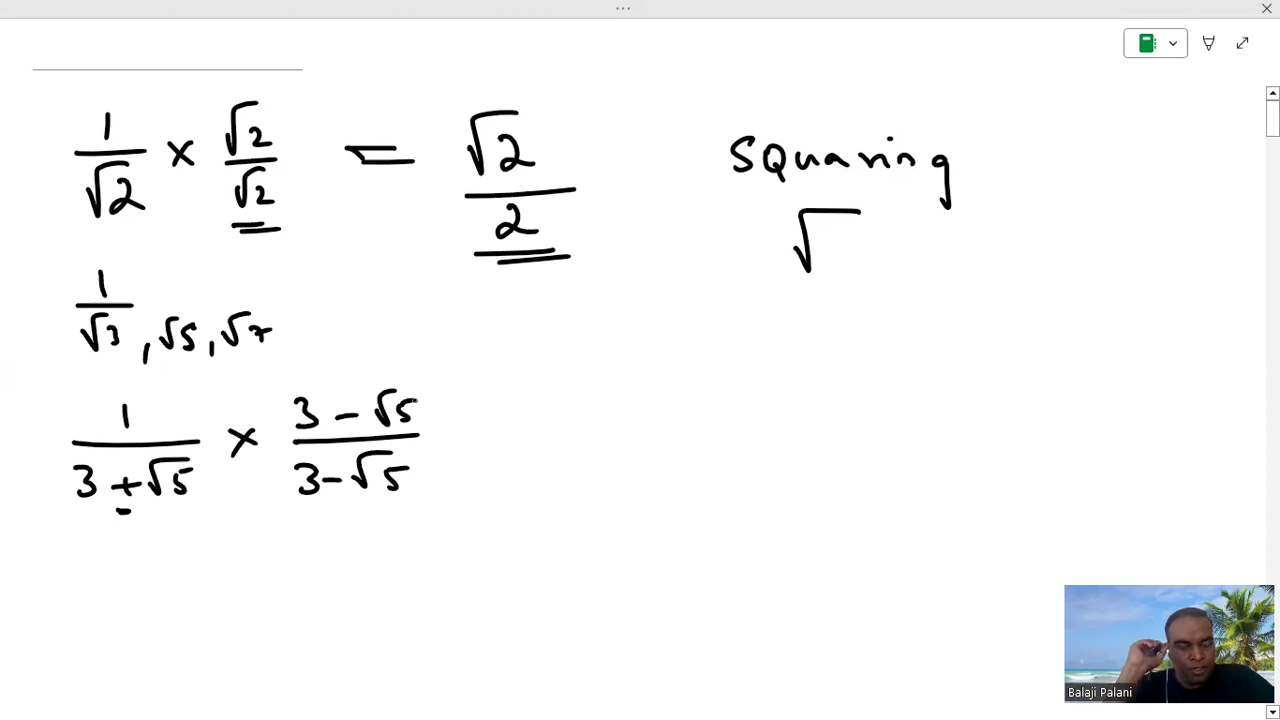 1/√2 × √2/√2 = √2/2
Squaring
√
1/√3 , √5, √7
1/(3 + √5) × (3 - √5)/(3 - √5)
Balaji Palani